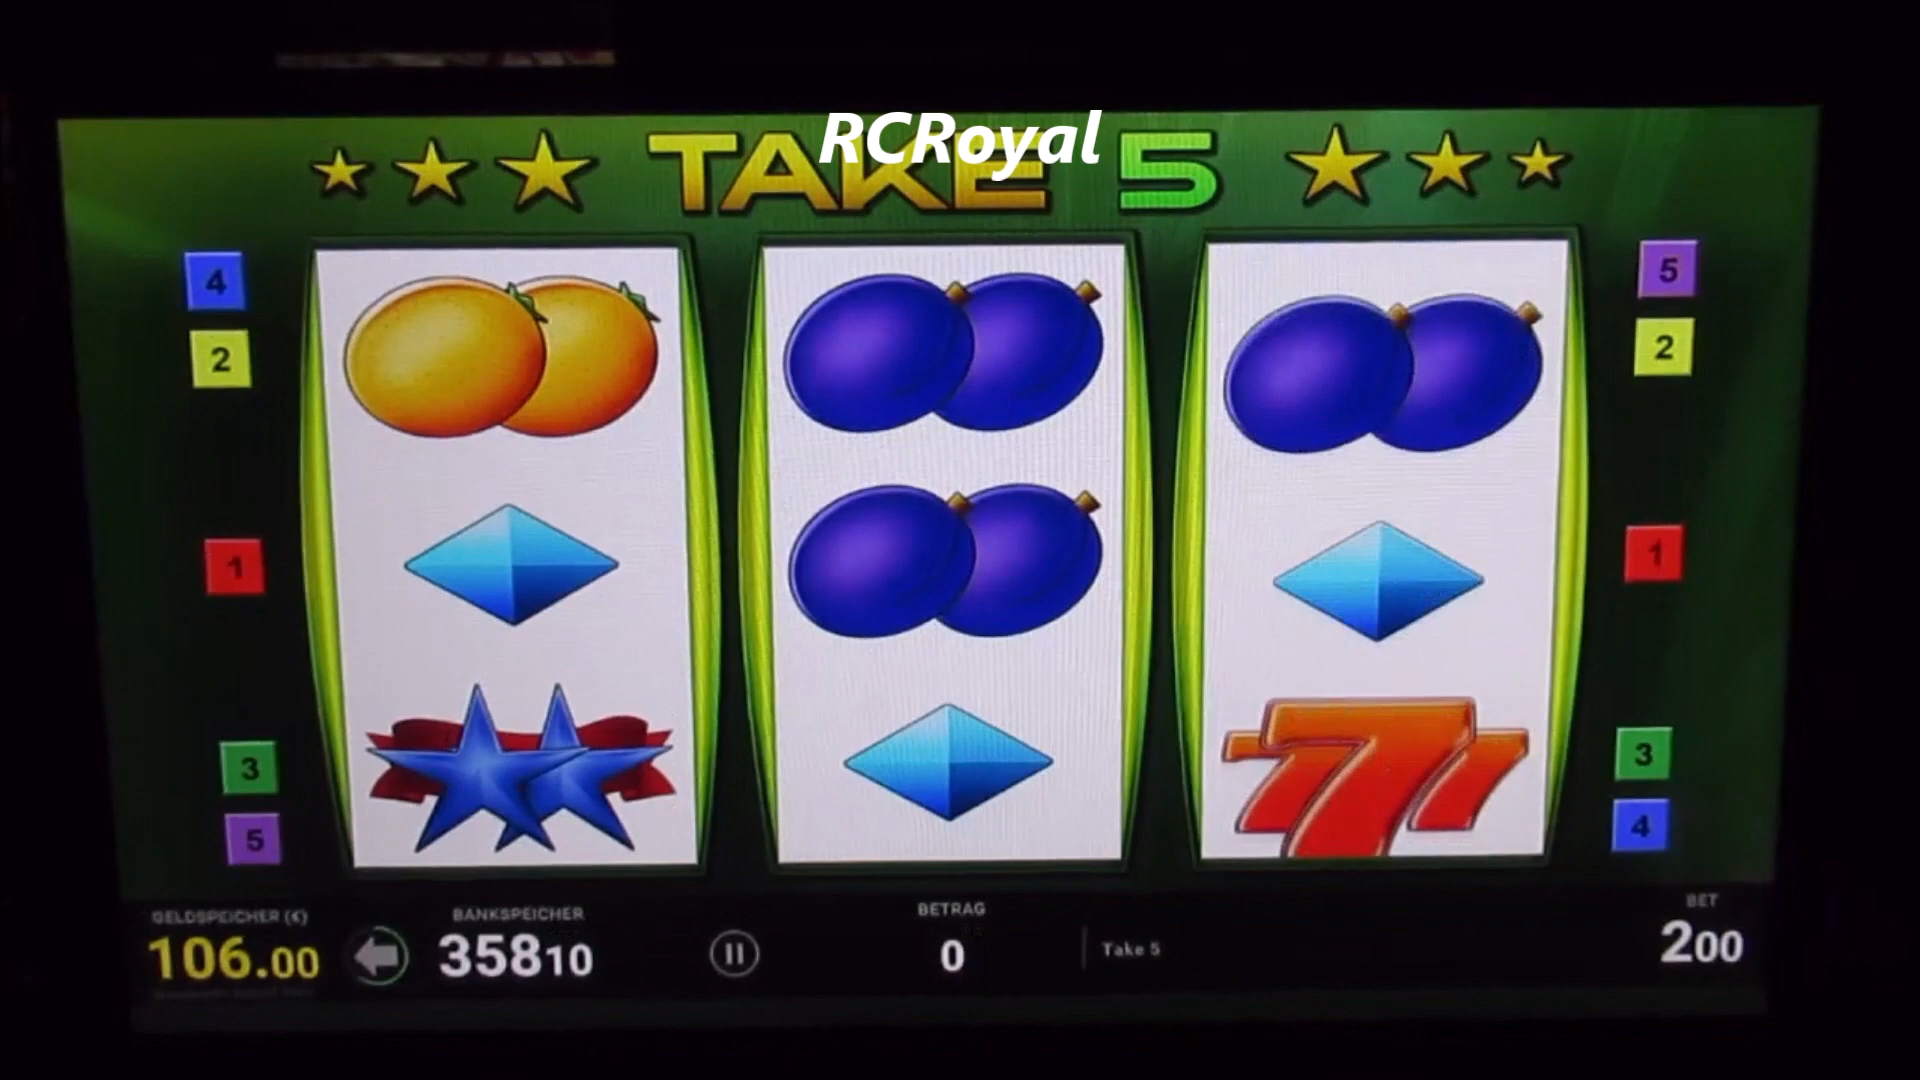 RCRoyal
TAKE 5
4
5
2
2
1
1
3
3
5
4
GELDSPEICHER (€)
BANKSPEICHER
BETRAG
BET
106.00
35810
0
Take 5
200